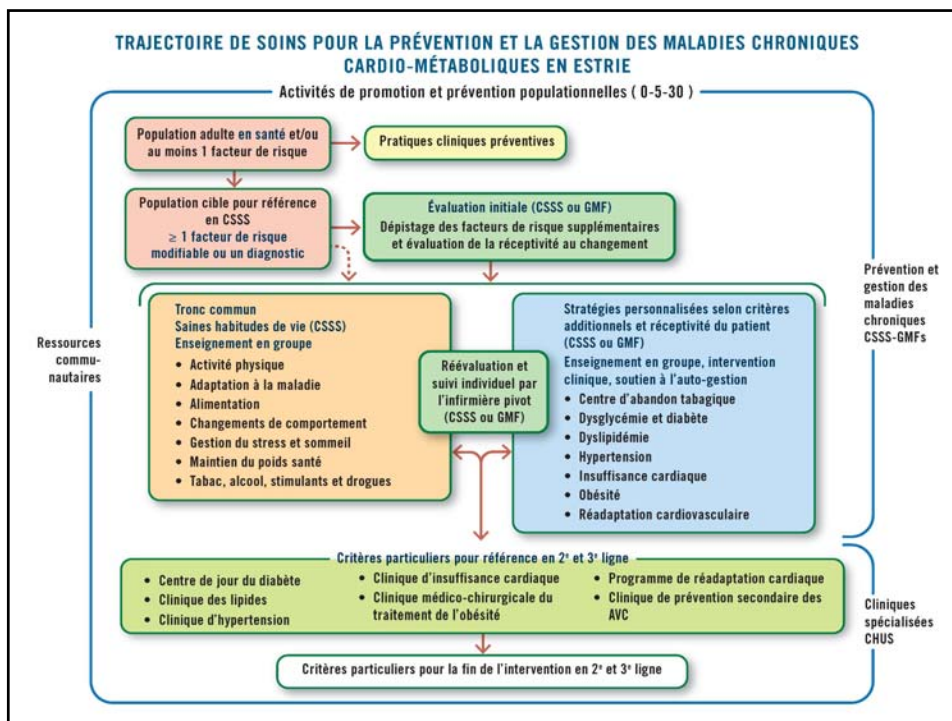 TRAJECTOIRE DE SOINS POUR LA PRÉVENTION ET LA GESTION DES MALADIES CHRONIQUES
CARDIO-MÉTABOLIQUES EN ESTRIE
Activités de promotion et prévention populationnelles ( 0-5-30 )
Population adulte en santé et/ou
au moins 1 facteur de risque
Pratiques cliniques préventives
Population cible pour référence
en CSSS
≥ 1 facteur de risque
modifiable ou un diagnostic
Évaluation initiale (CSSS ou GMF)
Dépistage des facteurs de risque supplémentaires
et évaluation de la réceptivité au changement
Ressources
commu-
nautaires
Tronc commun
Saines habitudes de vie (CSSS)
Enseignement en groupe
• Activité physique
• Adaptation à la maladie
• Alimentation
• Changements de comportement
• Gestion du stress et sommeil
• Maintien du poids santé
• Tabac, alcool, stimulants et drogues
Réévaluation et
suivi individuel par
l'infirmière pivot
(CSSS ou GMF)
Stratégies personnalisées selon critères
additionnels et réceptivité du patient
(CSSS ou GMF)
Enseignement en groupe, intervention
clinique, soutien à l'auto-gestion
• Centre d'abandon tabagique
• Dysglycémie et diabète
• Dyslipidémie
• Hypertension
• Insuffisance cardiaque
• Obésité
• Réadaptation cardiovasculaire
Prévention et
gestion des
maladies
chroniques
CSSS-GMFs
Critères particuliers pour référence en 2e et 3e ligne
• Centre de jour du diabète
• Clinique des lipides
• Clinique d'hypertension
• Clinique d'insuffisance cardiaque
• Clinique médico-chirurgicale du
traitement de l'obésité
• Programme de réadaptation cardiaque
• Clinique de prévention secondaire des
AVC
Cliniques
spécialisées
CHUS
Critères particuliers pour la fin de l'intervention en 2e et 3e ligne